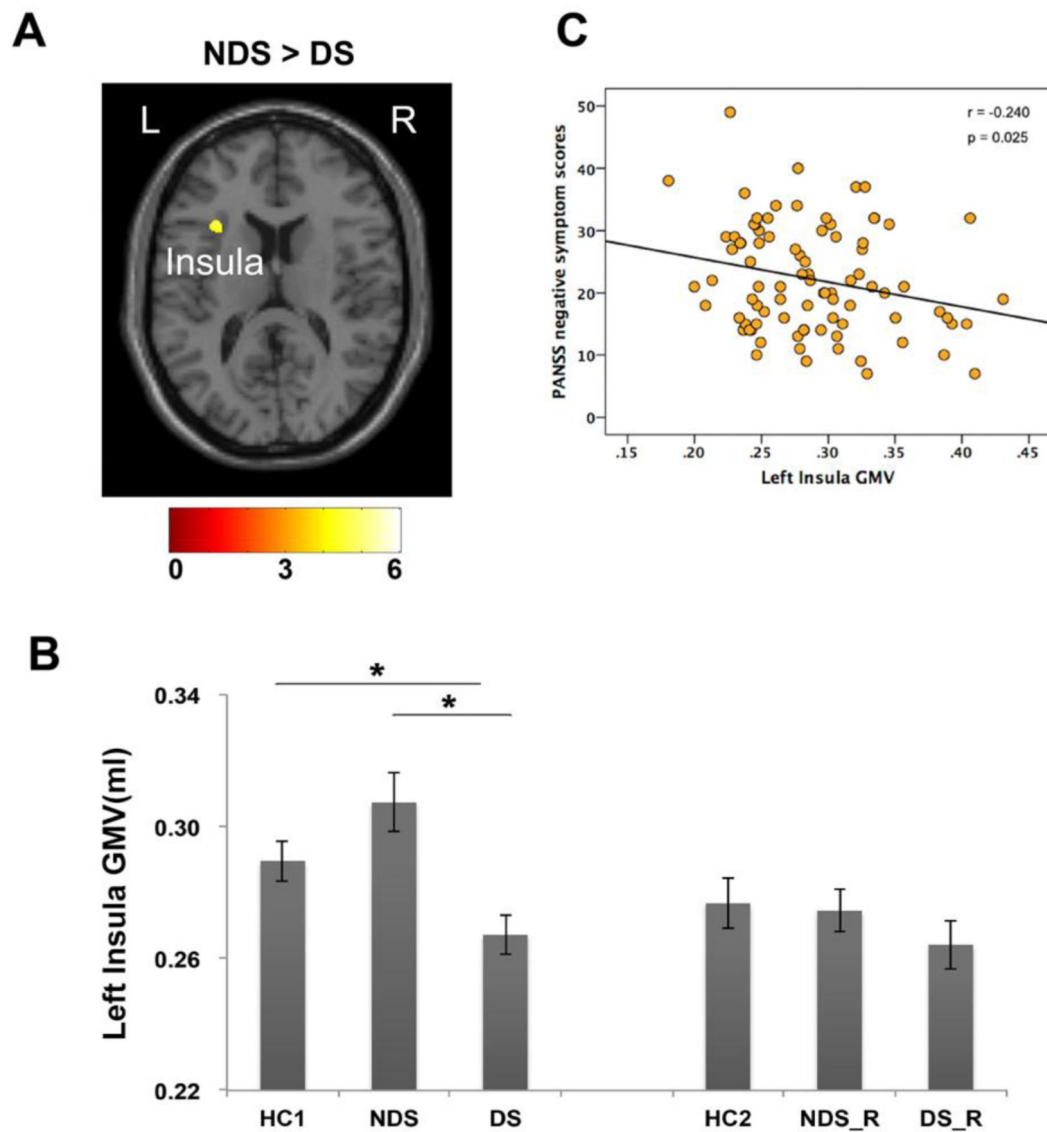 A
NDS > DS
L
R
Insula
0
3
6
C
r = -0.240
p = 0.025
PANSS negative symptom scores
50
40
30
20
10
0
.15
.20
.25
.30
.35
.40
.45
Left Insula GMV
B
*
*
Left Insula GMV(ml)
0.34
0.30
0.26
0.22
HC1
NDS
DS
HC2
NDS_R
DS_R